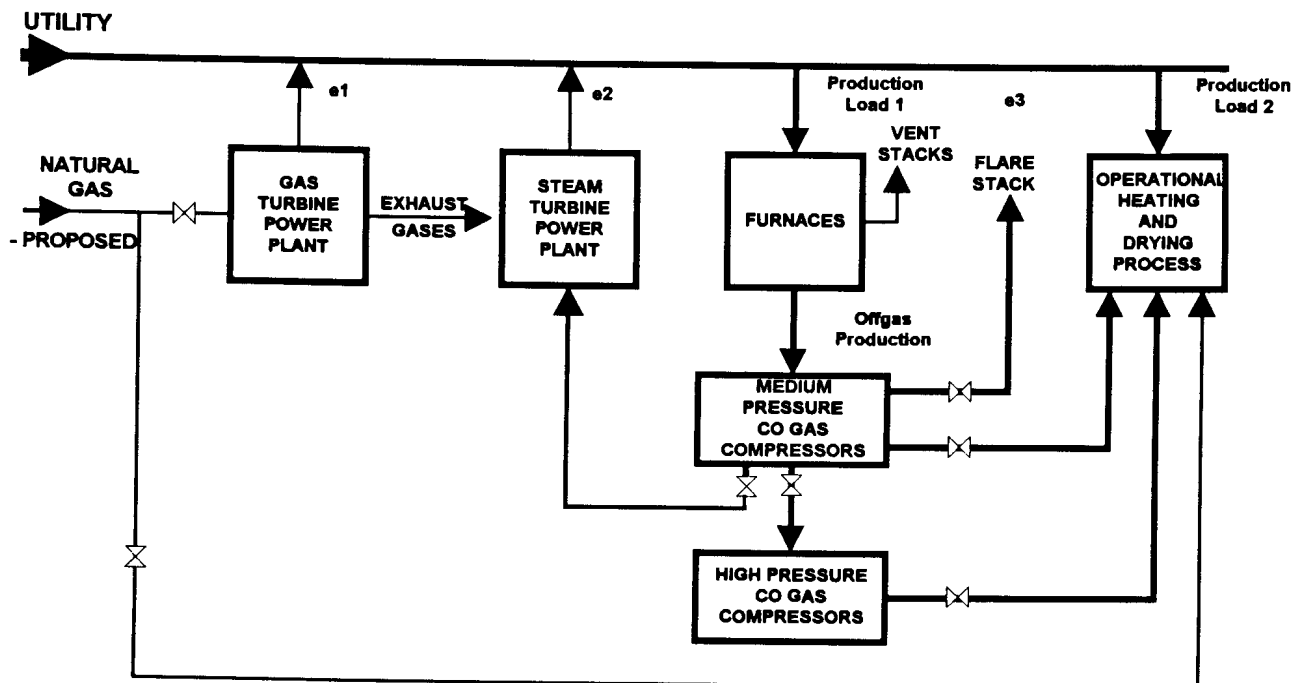 UTILITY
e1
e2
Production
Load 1
e3
Production
Load 2
VENT
STACKS
FLARE
STACK
NATURAL
GAS
- PROPOSED
GAS
TURBINE
POWER
PLANT
EXHAUST
GASES
STEAM
TURBINE
POWER
PLANT
FURNACES
OPERATIONAL
HEATING
AND
DRYING
PROCESS
Offgas
Production
MEDIUM
PRESSURE
CO GAS
COMPRESSORS
HIGH PRESSURE
CO GAS
COMPRESSORS